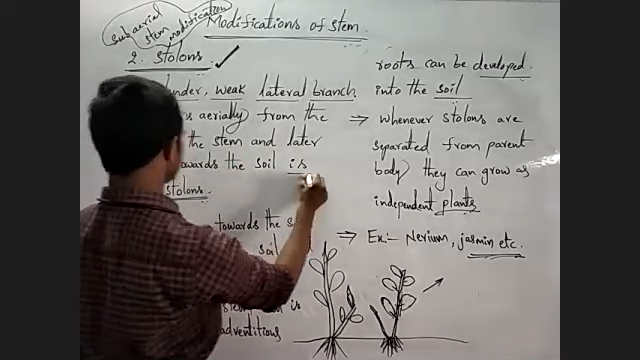 Sub aerial
stem modification
Modifications of stem.
2. Stolons.
slender, weak lateral branch
aerially from the
the stem and later
towards the soil is
stolons.
towards the
soil
is
adventitious
roots can be developed
into the soil
⇒ whenever stolons are
separated from parent
body, they can grow as
independent plants
⇒ Ex:- Nerium, jasmin etc.